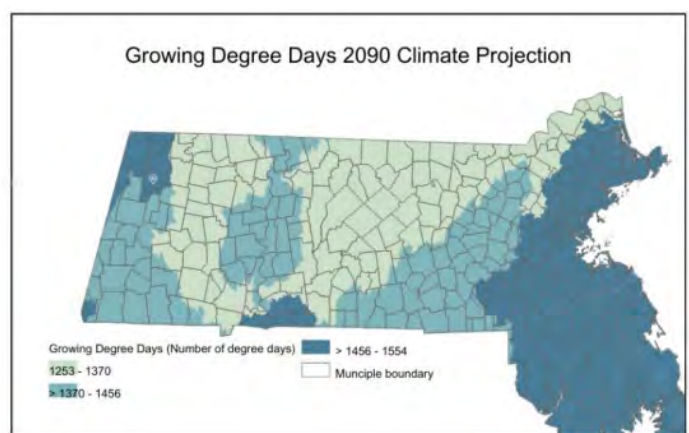 Growing Degree Days 2090 Climate Projection
Growing Degree Days (Number of degree days)
1253 - 1370
> 1370 - 1456
> 1456 - 1554
Munciple boundary